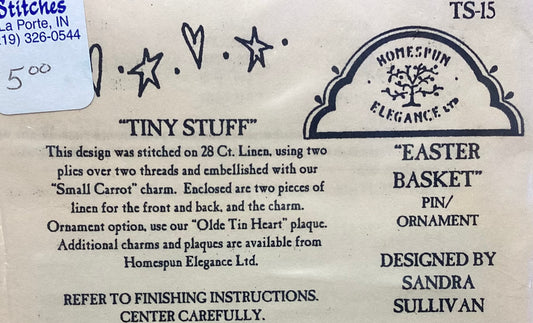 Stitches
La Porte, IN
19) 326-0544
5⁰⁰
TS-15
HOMESPUN
ELEGANCE LTD
"TINY STUFF"
This design was stitched on 28 Ct. Linen, using two
plies over two threads and embellished with our
"Small Carrot" charm. Enclosed are two pieces of
linen for the front and back, and the charm.
Ornament option, use our "Olde Tin Heart" plaque.
Additional charms and plaques are available from
Homespun Elegance Ltd.
REFER TO FINISHING INSTRUCTIONS.
CENTER CAREFULLY.
"EASTER
BASKET"
PIN/
ORNAMENT
DESIGNED BY
SANDRA
SULLIVAN